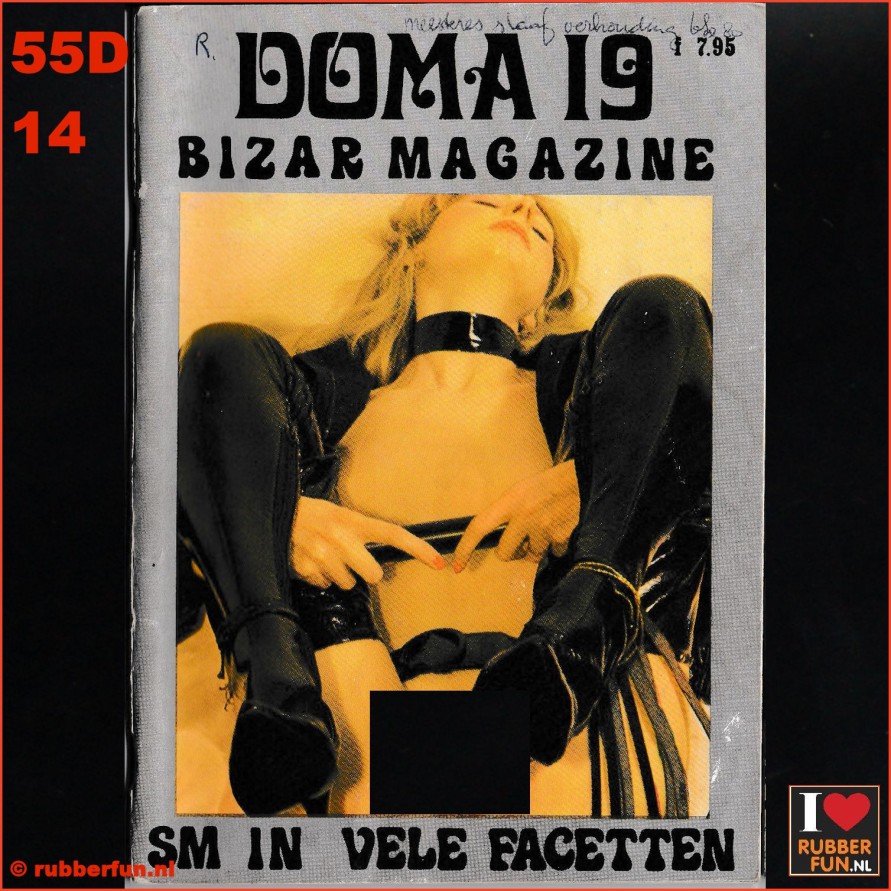 55D
14
R.
meesteres slaaf verhouding
f 7.95
DOMA 19
BIZAR MAGAZINE
SM IN VELE FACETTEN
© rubberfun.nl
I
RUBBER
FUN.NL